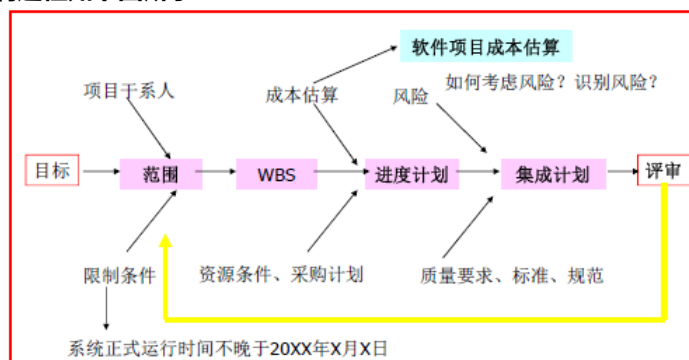 软件项目成本估算
项目干系人
成本估算
如何考虑风险?识别风险?
风险
目标
范围
WBS
进度计划
集成计划
评审
限制条件
资源条件、采购计划
质量要求、标准、规范
系统正式运行时间不晚于20XX年X月X日